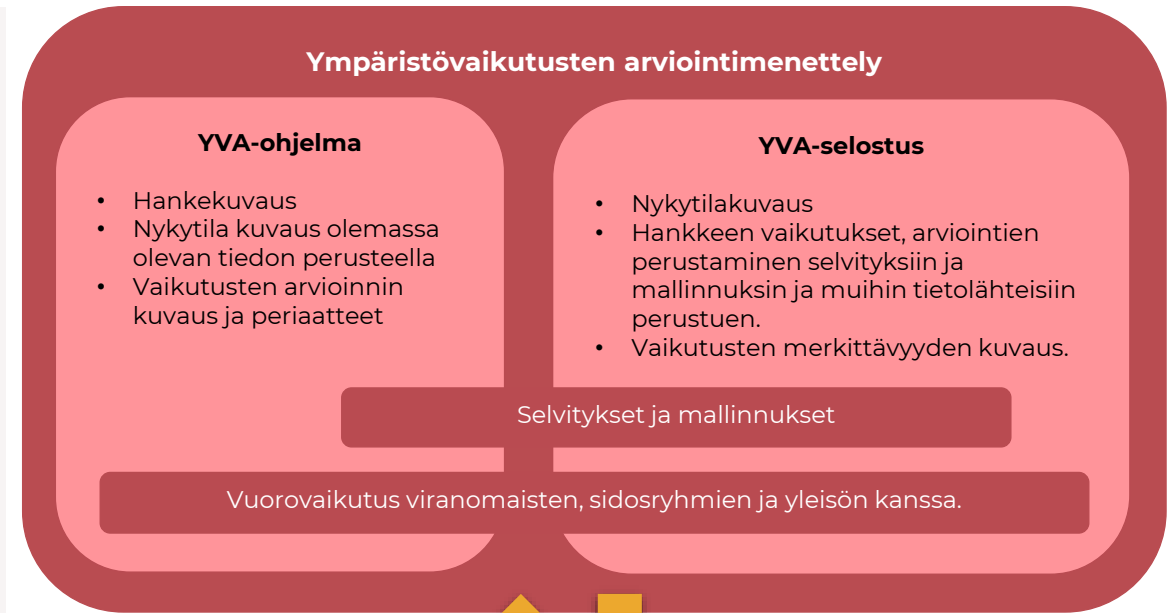 Ympäristövaikutusten arviointimenettely
YVA-ohjelma
• Hankekuvaus
• Nykytila kuvaus olemassa
olevan tiedon perusteella
• Vaikutusten arvioinnin
kuvaus ja periaatteet
YVA-selostus
• Nykytilakuvaus
• Hankkeen vaikutukset, arviointien
perustaminen selvityksiin ja
mallinnuksin ja muihin tietolähteisiin
perustuen.
• Vaikutusten merkittävyyden kuvaus.
Selvitykset ja mallinnukset
Vuorovaikutus viranomaisten, sidosryhmien ja yleisön kanssa.